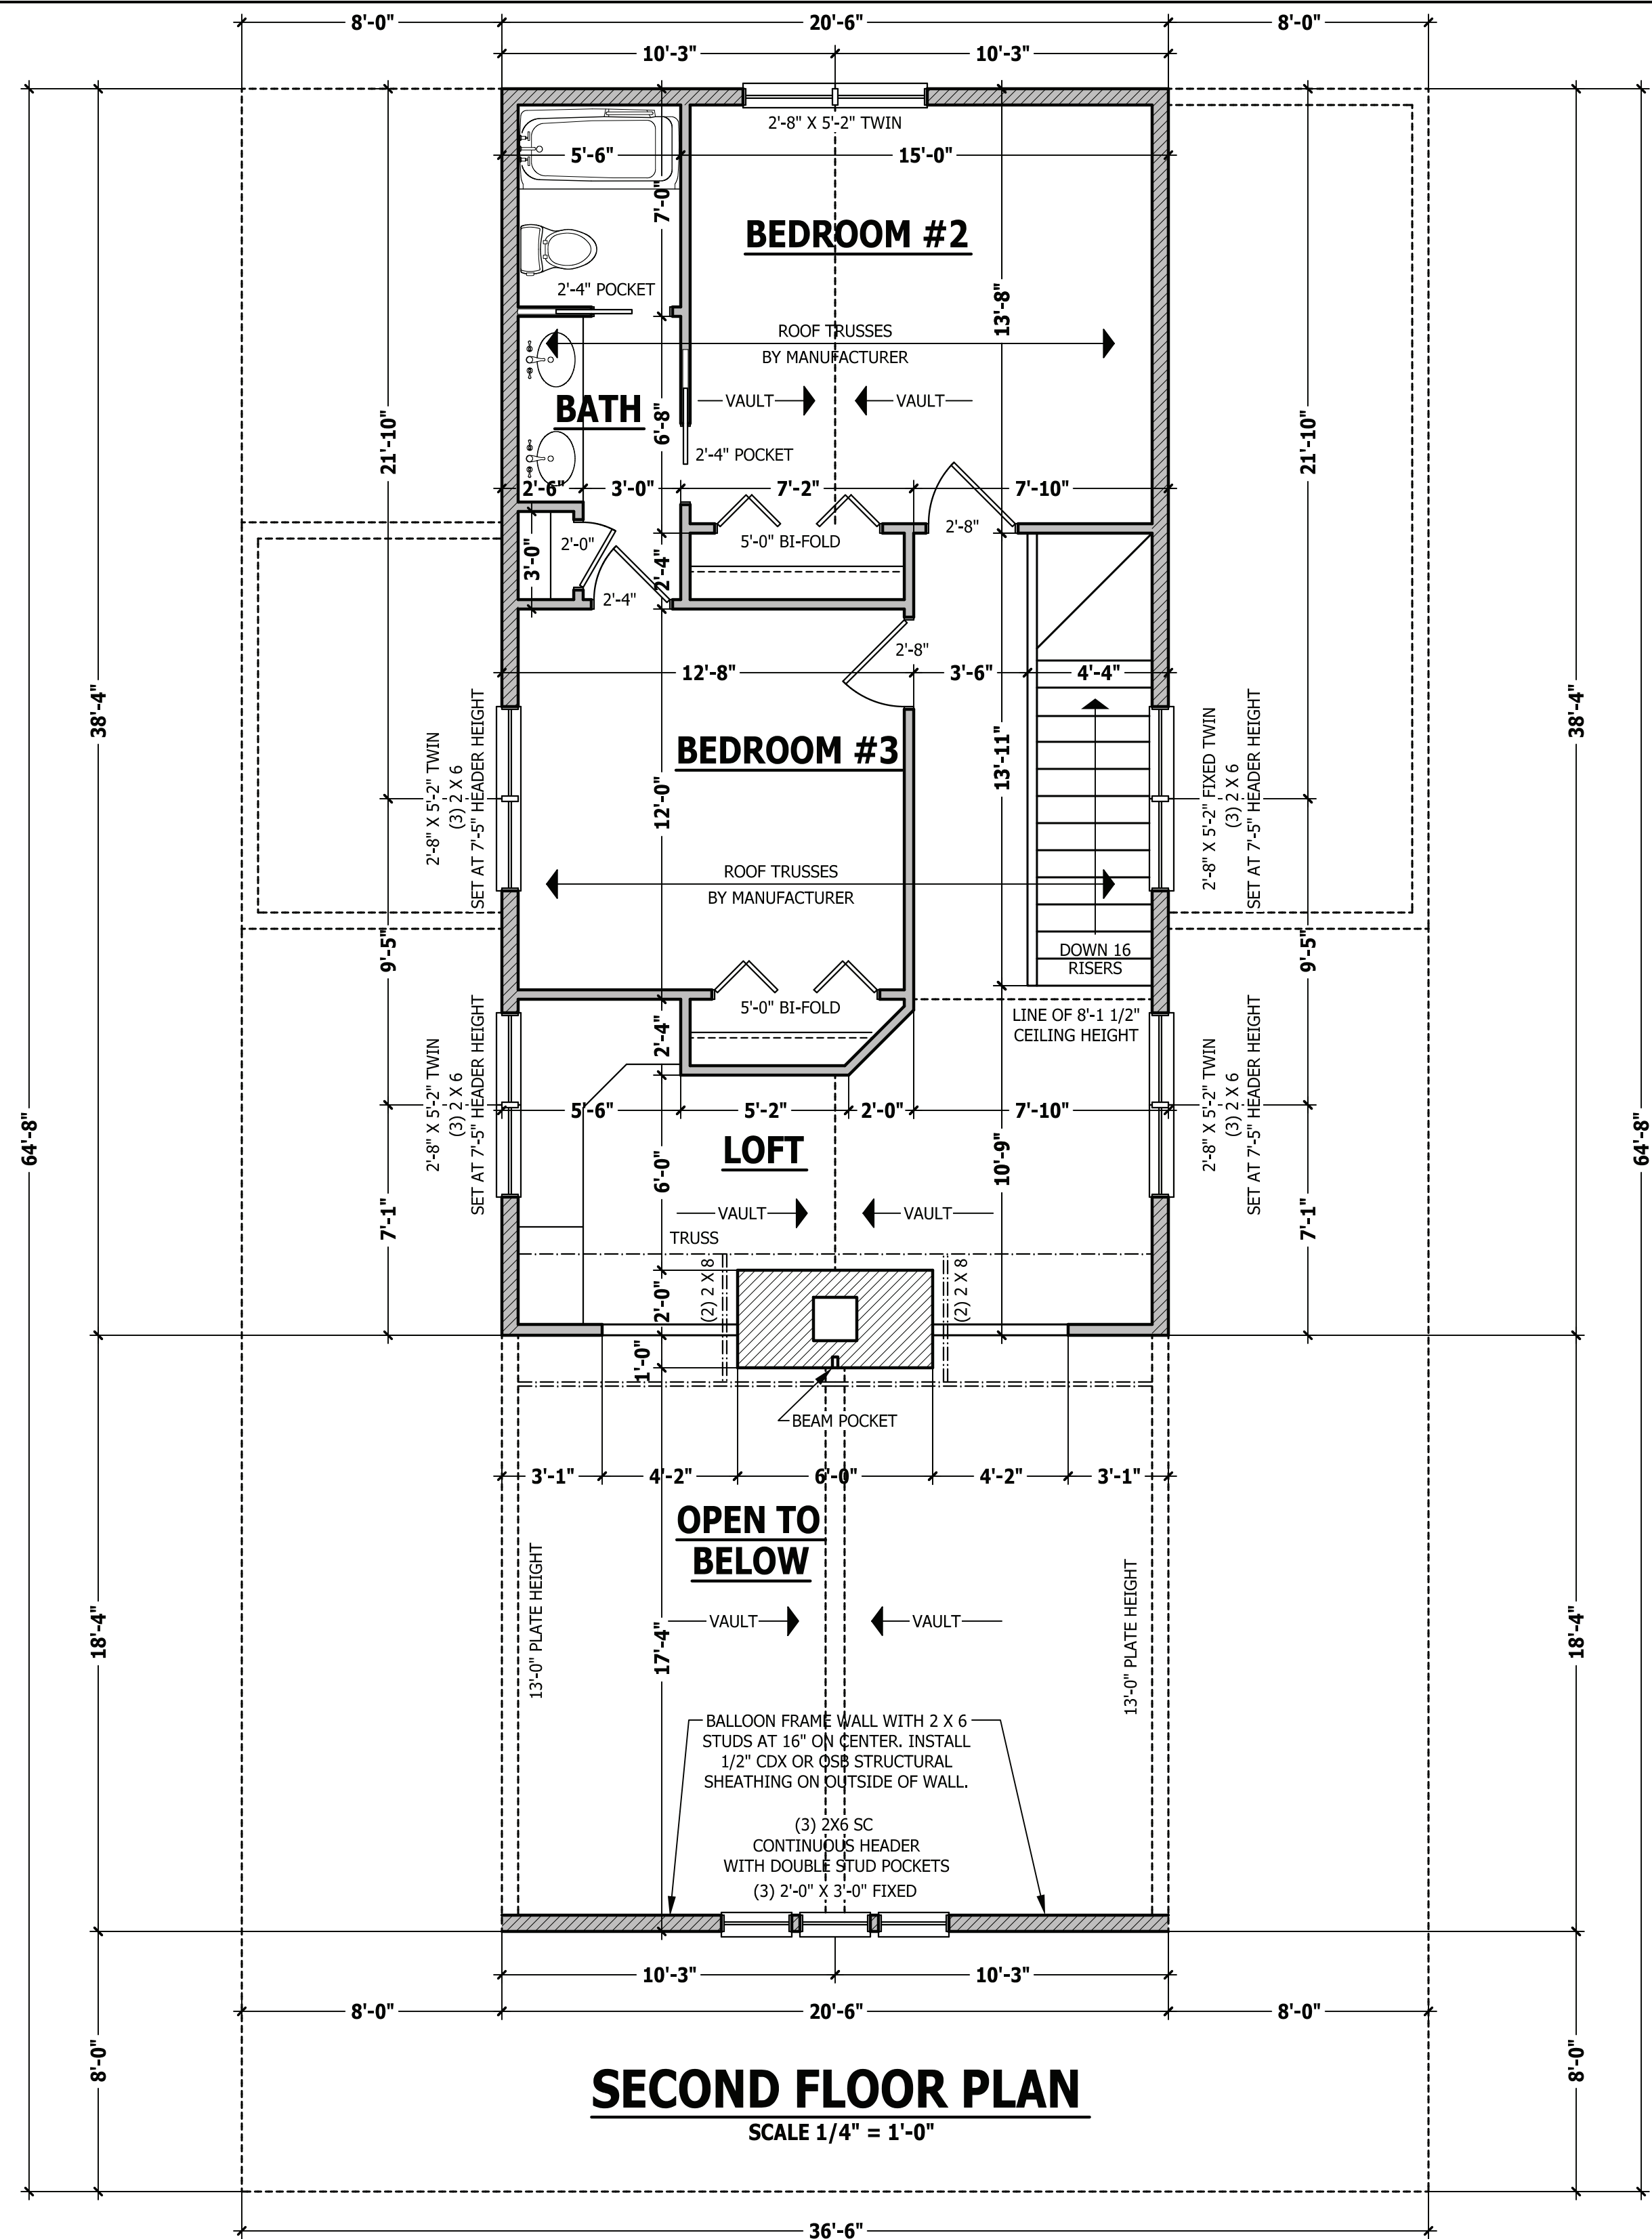 8'-0" 20'-6" 8'-0"
10'-3" 10'-3"
2'-8" X 5'-2" TWIN
5'-6" 15'-0"
7'-0"
BEDROOM #2
2'-4" POCKET
13'-8"
ROOF TRUSSES
BY MANUFACTURER
VAULT VAULT
BATH
6'-8"
21'-10"
21'-10"
2'-4" POCKET
2'-6" 3'-0" 7'-2" 7'-10"
2'-8"
5'-0" BI-FOLD
2'-0"
3'-0"
2'-4"
2'-4"
2'-8"
12'-8" 3'-6" 4'-4"
38'-4"
38'-4"
BEDROOM #3
13'-11"
12'-0"
2'-8" X 5'-2" TWIN
(3) 2 X 6
SET AT 7'-5" HEADER HEIGHT
2'-8" X 5'-2" FIXED TWIN
(3) 2 X 6
SET AT 7'-5" HEADER HEIGHT
ROOF TRUSSES
BY MANUFACTURER
9'-5"
9'-5"
DOWN 16
RISERS
5'-0" BI-FOLD
LINE OF 8'-1 1/2"
CEILING HEIGHT
2'-4"
2'-8" X 5'-2" TWIN
(3) 2 X 6
SET AT 7'-5" HEADER HEIGHT
2'-8" X 5'-2" TWIN
(3) 2 X 6
SET AT 7'-5" HEADER HEIGHT
5'-6" 5'-2" 2'-0" 7'-10"
64'-8"
64'-8"
LOFT
6'-0"
10'-9"
7'-1"
7'-1"
VAULT VAULT
TRUSS
(2) 2 X 8
(2) 2 X 8
2'-0"
1'-0"
BEAM POCKET
3'-1" 4'-2" 6'-0" 4'-2" 3'-1"
OPEN TO
BELOW
13'-0" PLATE HEIGHT
13'-0" PLATE HEIGHT
VAULT VAULT
18'-4"
17'-4"
18'-4"
BALLOON FRAME WALL WITH 2 X 6
STUDS AT 16" ON CENTER. INSTALL
1/2" CDX OR OSB STRUCTURAL
SHEATHING ON OUTSIDE OF WALL.
(3) 2X6 SC
CONTINUOUS HEADER
WITH DOUBLE STUD POCKETS
(3) 2'-0" X 3'-0" FIXED
10'-3" 10'-3"
8'-0" 20'-6" 8'-0"
8'-0"
8'-0"
SECOND FLOOR PLAN
SCALE 1/4" = 1'-0"
36'-6"